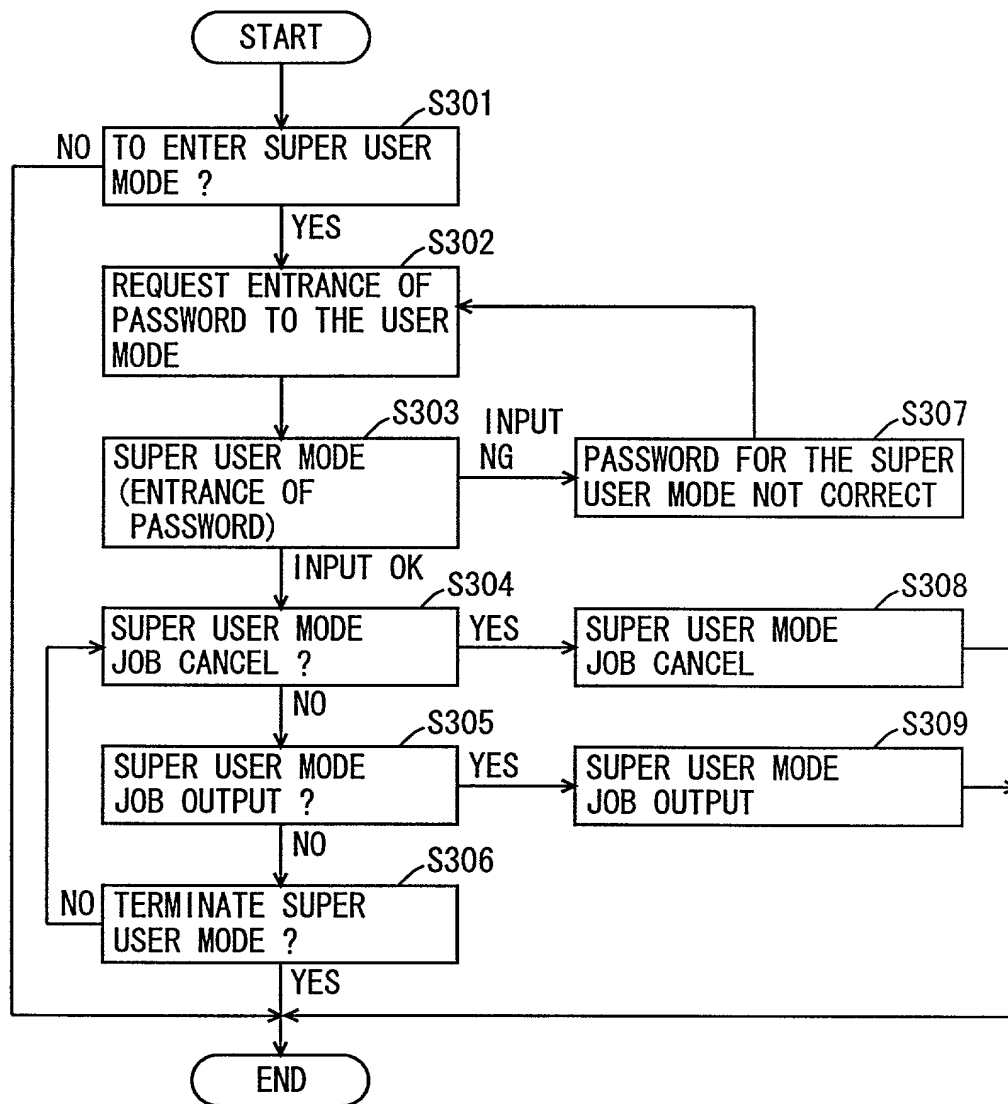 START
S301
NO
TO ENTER SUPER USER
MODE ?
YES
S302
REQUEST ENTRANCE OF
PASSWORD TO THE USER
MODE
S303
SUPER USER MODE
(ENTRANCE OF
PASSWORD)
INPUT
NG
S307
PASSWORD FOR THE SUPER
USER MODE NOT CORRECT
INPUT OK
S304
SUPER USER MODE
JOB CANCEL ?
YES
S308
SUPER USER MODE
JOB CANCEL
NO
S305
SUPER USER MODE
JOB OUTPUT ?
YES
S309
SUPER USER MODE
JOB OUTPUT
NO
S306
NO
TERMINATE SUPER
USER MODE ?
YES
END